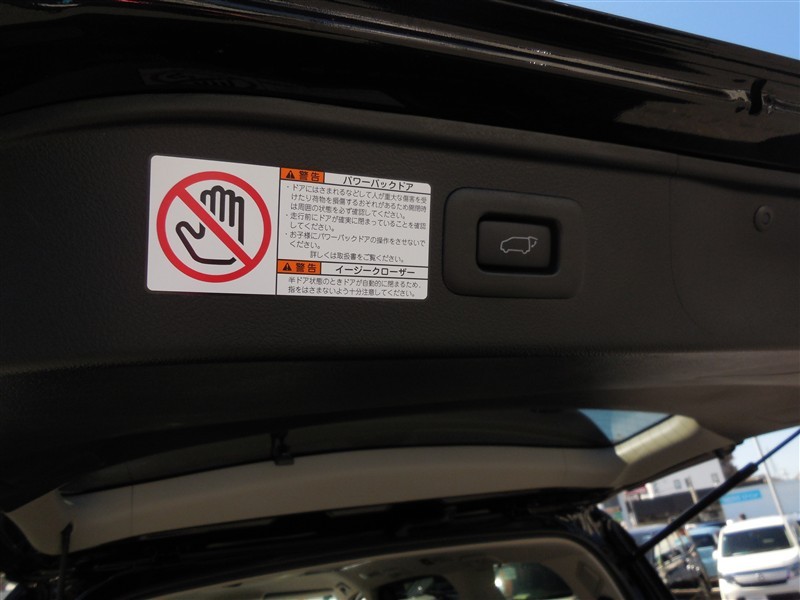 警告 パワーバックドア
・ドアにはさまれるなどして人が重大な傷害を受
けたり荷物を損傷するおそれがあるため開閉時
は周囲の状態を必ず確認してください。
・走行前にドアが確実に閉まっていることを確認
してください。
・お子様にパワーバックドアの操作をさせないで
ください。
詳しくは取扱書をご覧ください。
警告 イージークローザー
半ドア状態のときドアが自動的に閉まるため、
指をはさまないよう十分注意してください。